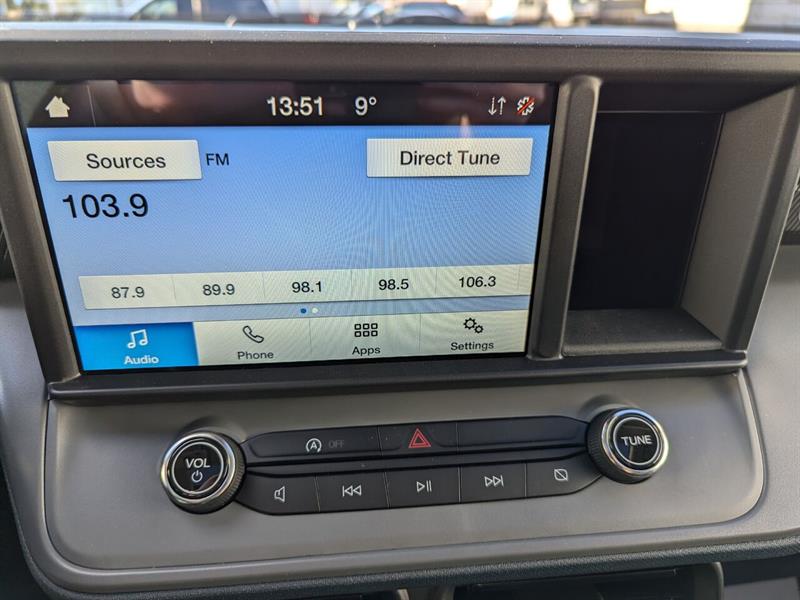 13:51 9°
Sources FM Direct Tune
103.9
87.9 89.9 98.1 98.5 106.3
Audio Phone Apps Settings
A OFF
VOL
TUNE